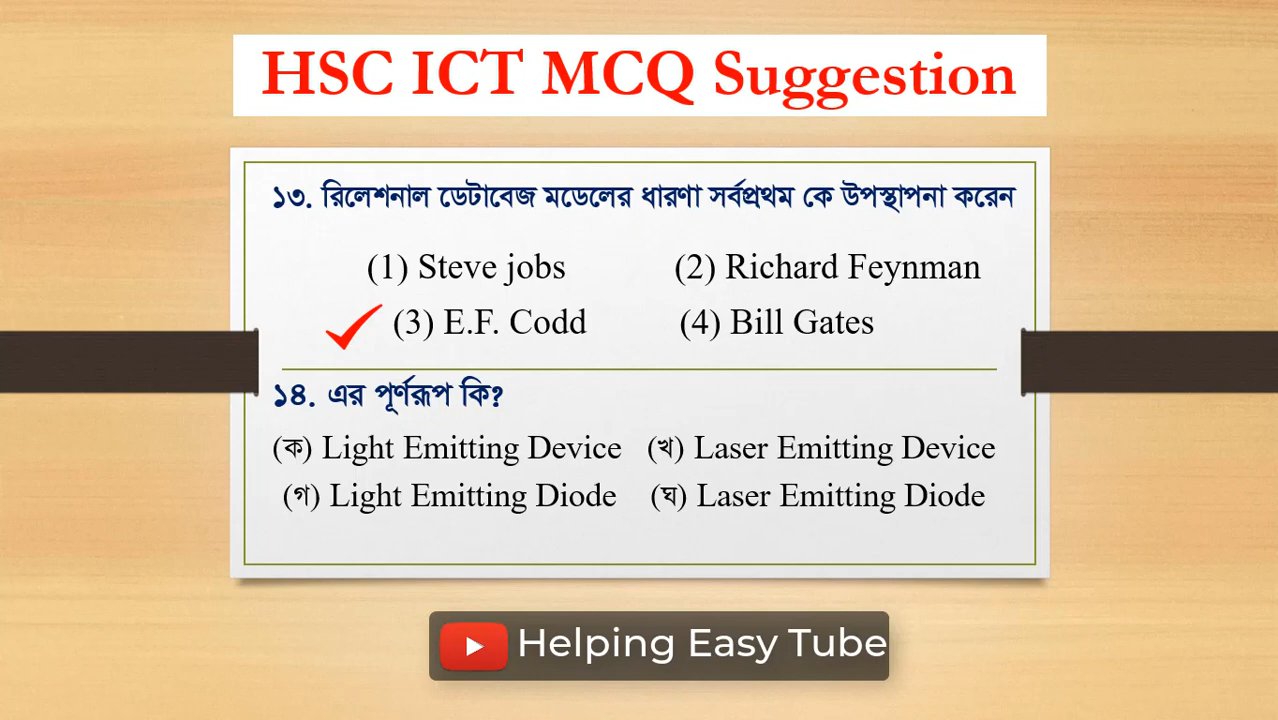 HSC ICT MCQ Suggestion
১৩. রিলেশনাল ডেটাবেজ মডেলের ধারণা সর্বপ্রথম কে উপস্থাপনা করেন
(1) Steve jobs (2) Richard Feynman
(3) E.F. Codd (4) Bill Gates
১৪. এর পূর্ণরূপ কি?
(ক) Light Emitting Device (খ) Laser Emitting Device
(গ) Light Emitting Diode (ঘ) Laser Emitting Diode
Helping Easy Tube